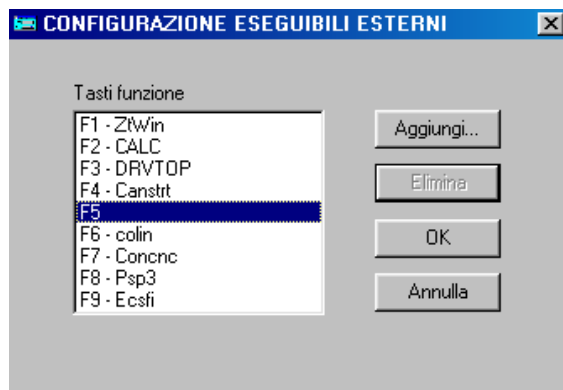 CONFIGURAZIONE ESEGUIBILI ESTERNI
Tasti funzione
F1 - ZtWin
F2 - CALC
F3 - DRVTOP
F4 - Canstrt
F5
F6 - colin
F7 - Concnc
F8 - Psp3
F9 - Ecsfi
Aggiungi...
Elimina
OK
Annulla